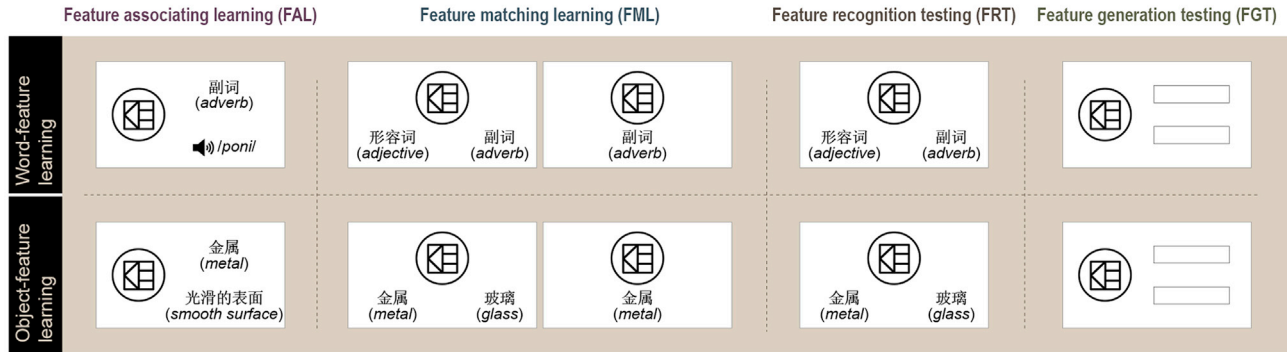 Feature associating learning (FAL)
Feature matching learning (FML)
Feature recognition testing (FRT)
Feature generation testing (FGT)
Word-feature
learning
副词
(adverb)
/ponil/
形容词
(adjective)
副词
(adverb)
副词
(adverb)
形容词
(adjective)
副词
(adverb)
Object-feature
learning
金属
(metal)
光滑的表面
(smooth surface)
金属
(metal)
玻璃
(glass)
金属
(metal)
金属
(metal)
玻璃
(glass)